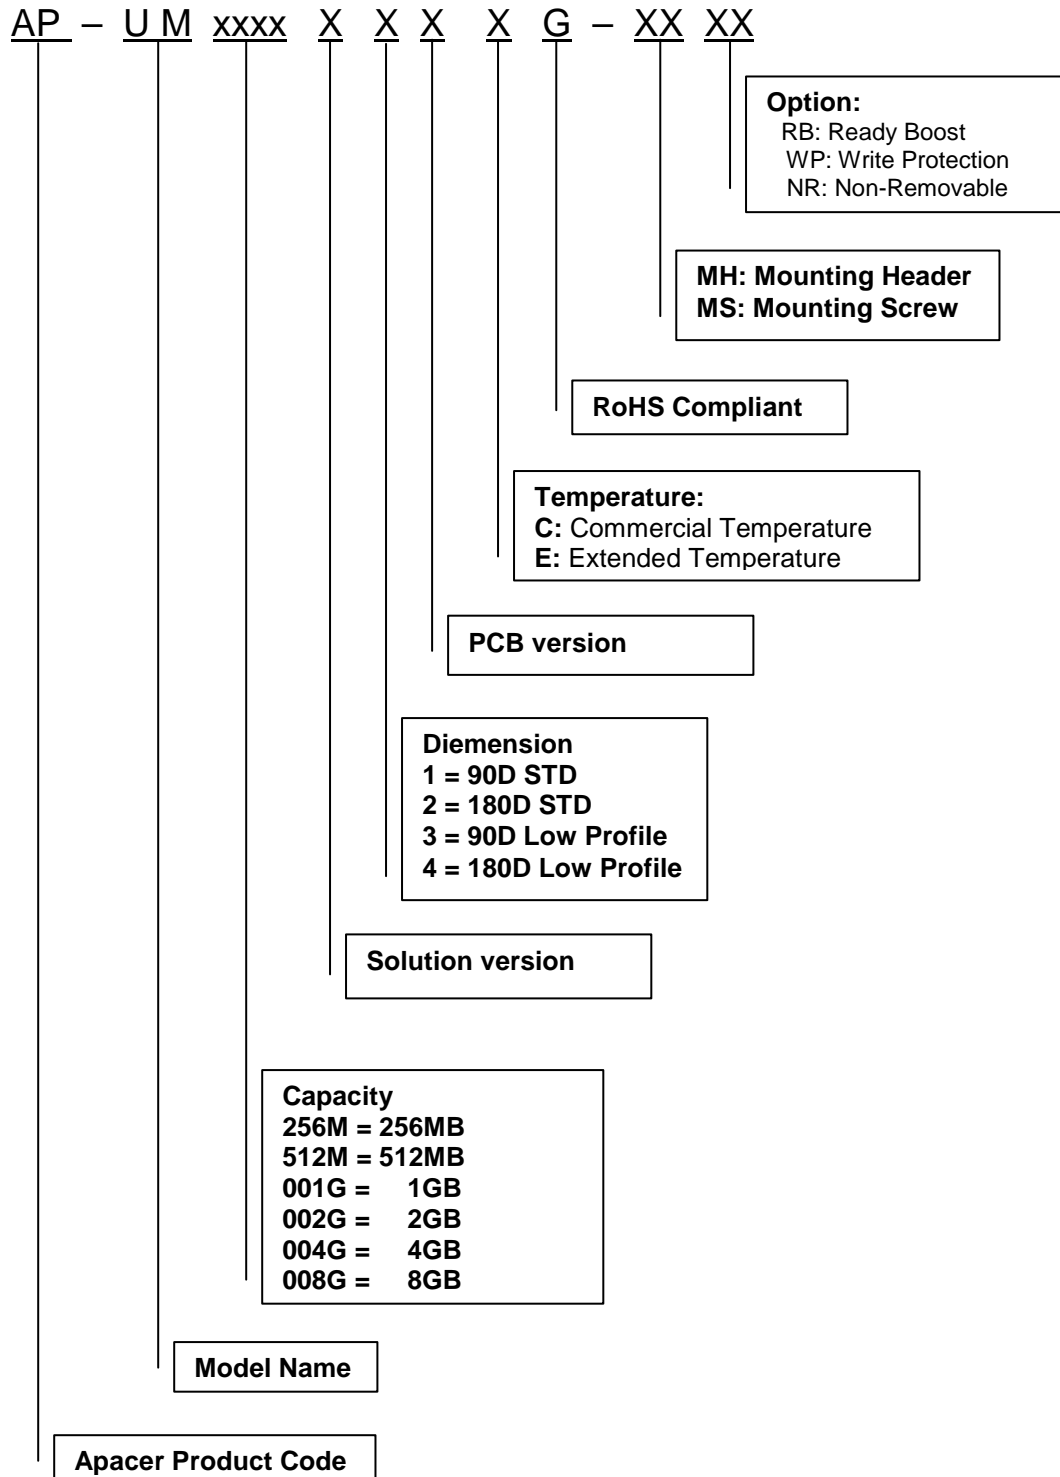 AP – U M xxxx X X X X G – XX XX
Option:
RB: Ready Boost
WP: Write Protection
NR: Non-Removable
MH: Mounting Header
MS: Mounting Screw
RoHS Compliant
Temperature:
C: Commercial Temperature
E: Extended Temperature
PCB version
Diemension
1 = 90D STD
2 = 180D STD
3 = 90D Low Profile
4 = 180D Low Profile
Solution version
Capacity
256M = 256MB
512M = 512MB
001G = 1GB
002G = 2GB
004G = 4GB
008G = 8GB
Model Name
Apacer Product Code